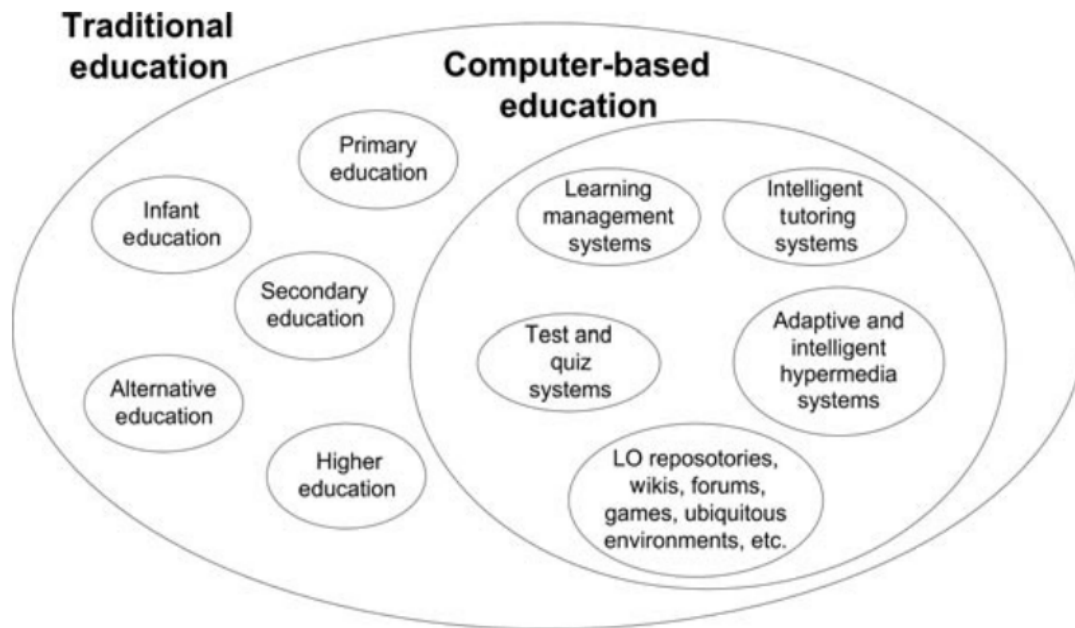 Traditional
education
Computer-based
education
Primary
education
Infant
education
Secondary
education
Alternative
education
Higher
education
Learning
management
systems
Intelligent
tutoring
systems
Test and
quiz
systems
Adaptive and
intelligent
hypermedia
systems
LO reposotories,
wikis, forums,
games, ubiquitous
environments, etc.